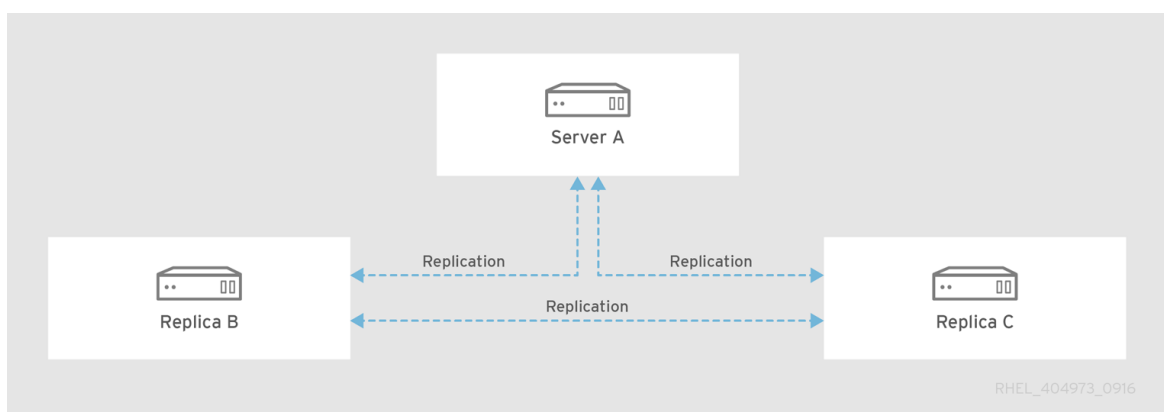 Server A
Replication
Replication
Replication
Replica B
Replica C
RHEL_404973_0916